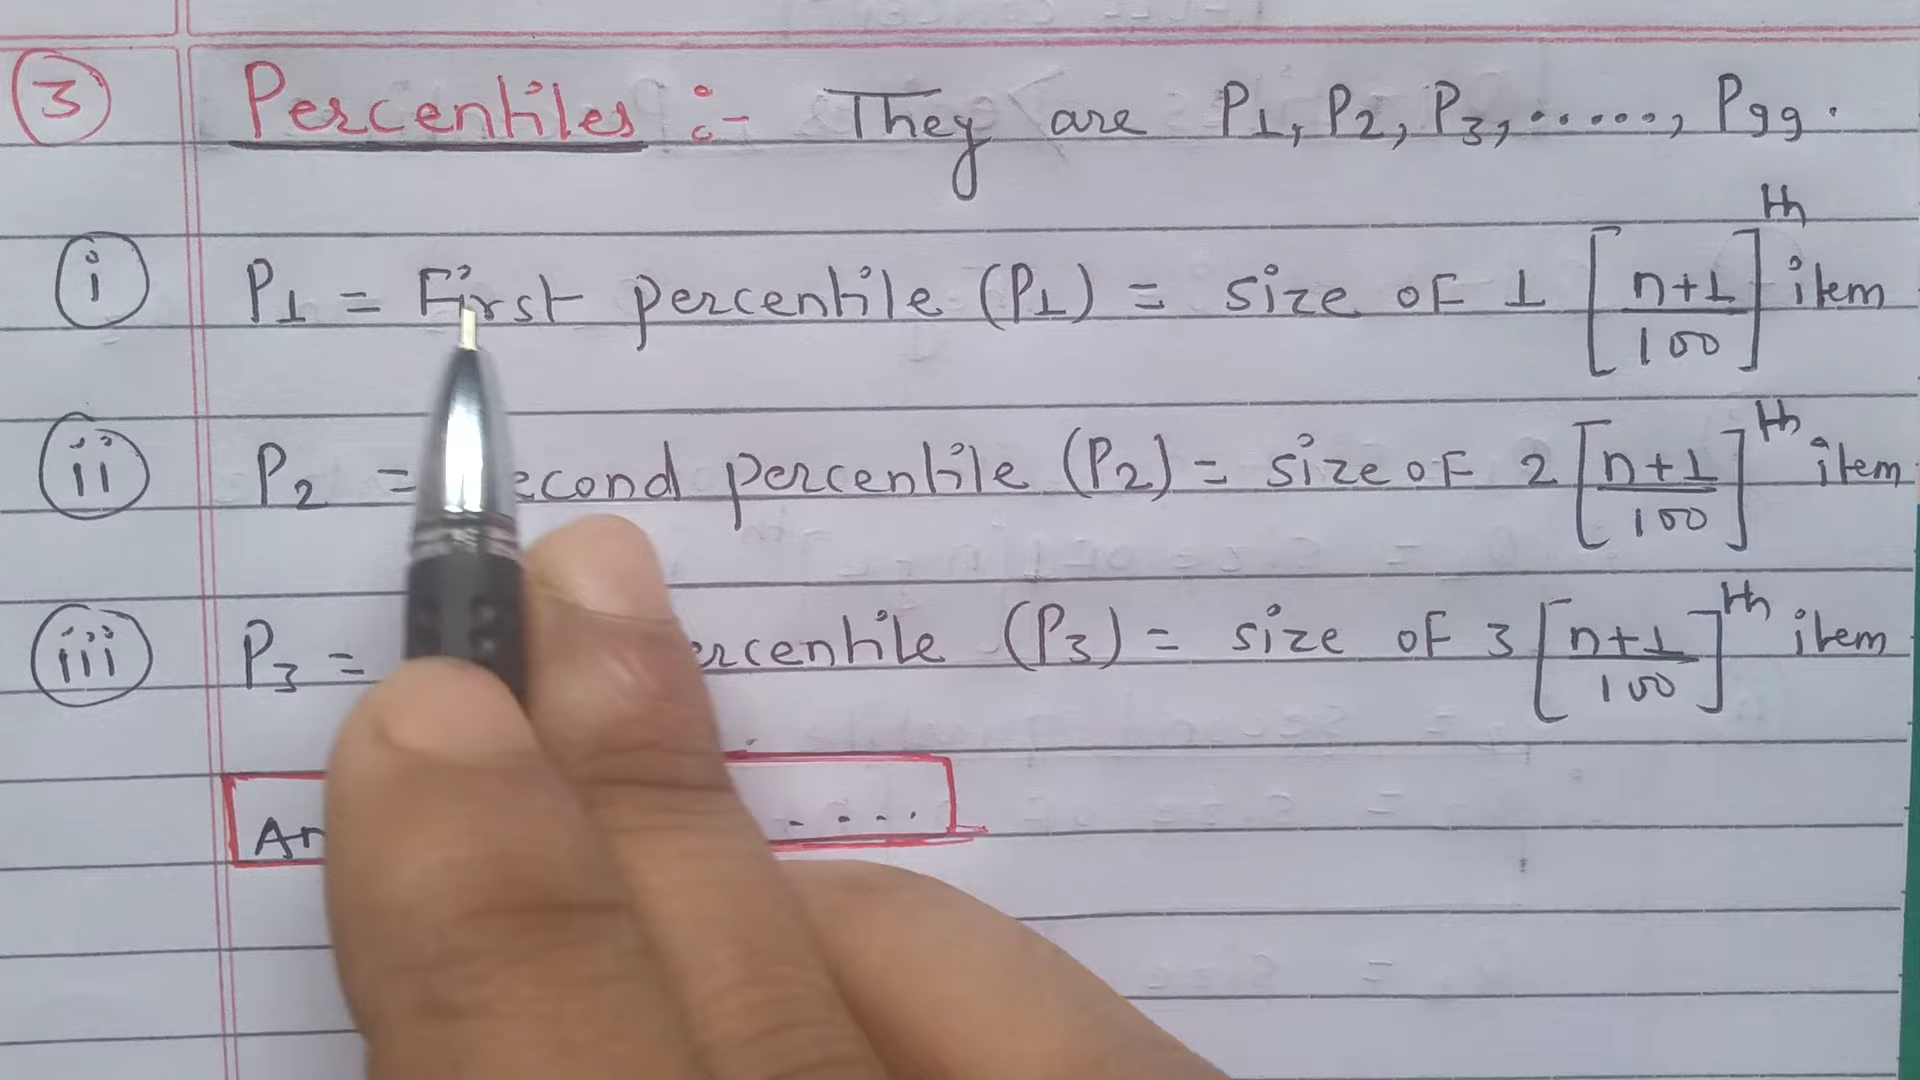 3 Percentiles :- They are P1, P2, P3, ......, P99.
i P1 = First percentile (P1) = size of 1 [n+1/100]th item
ii P2 = econd percentile (P2) = size of 2 [n+1/100]th item
iii P3 = ercentile (P3) = size of 3 [n+1/100]th item
An ....